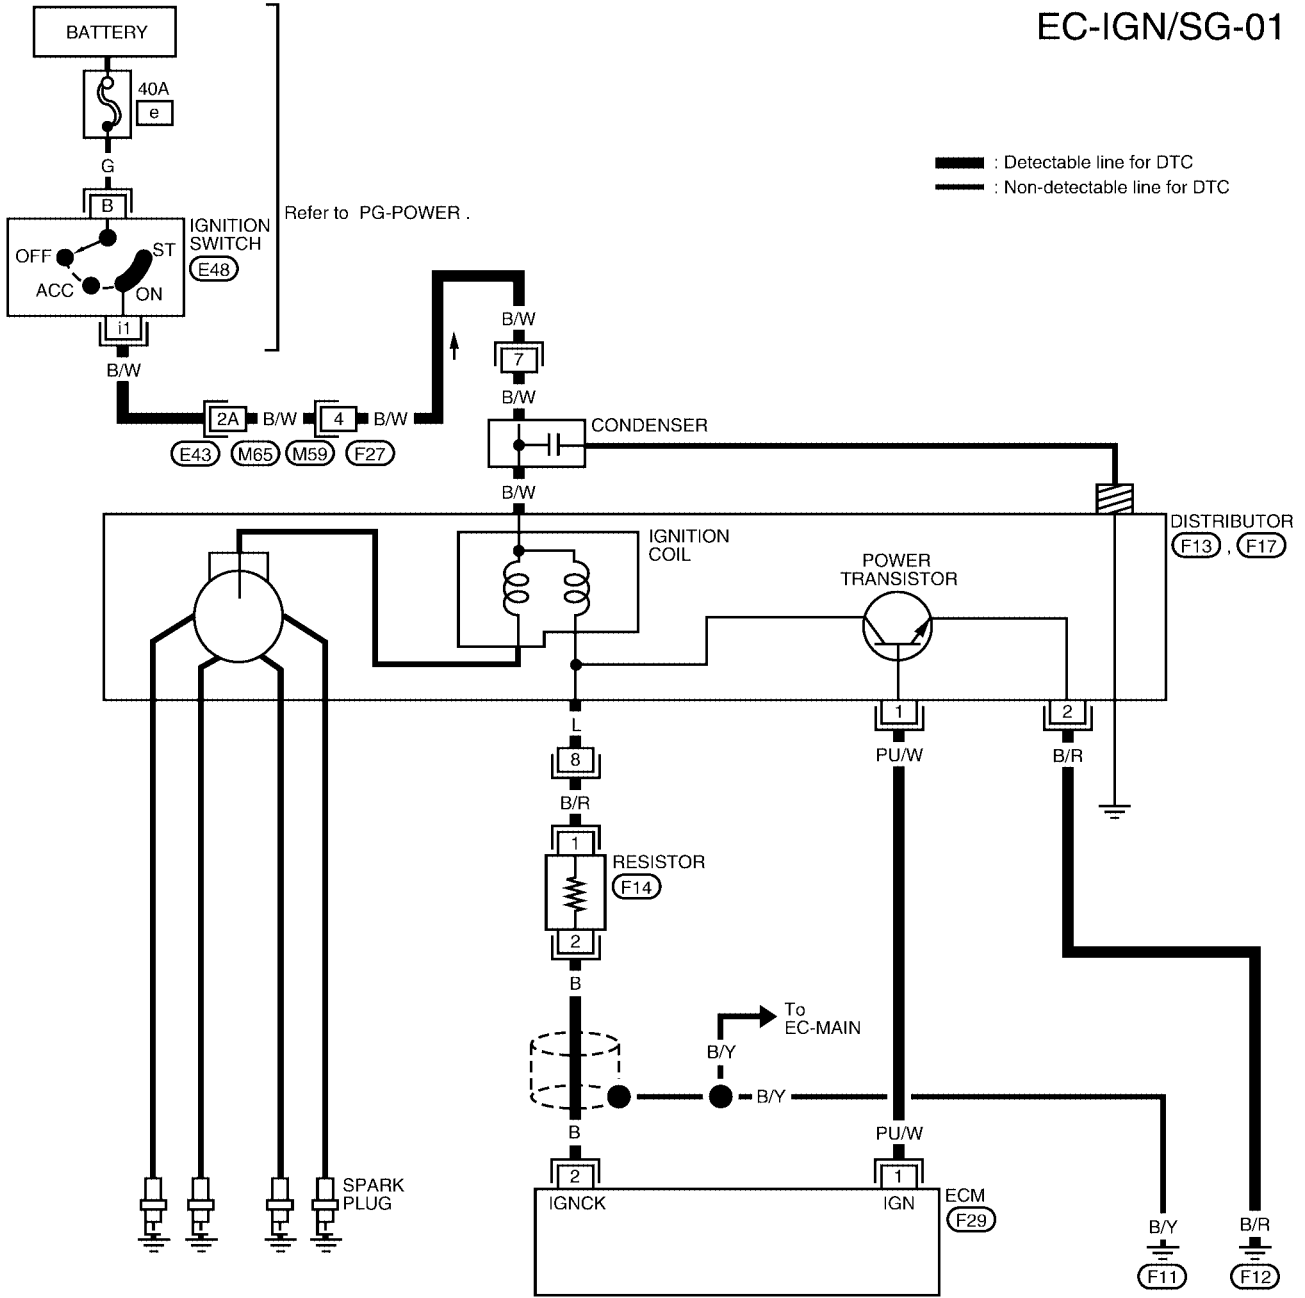 EC-IGN/SG-01
BATTERY
40A
e
G
B
IGNITION
SWITCH
E48
OFF
ST
ACC
ON
i1
B/W
Refer to PG-POWER .
: Detectable line for DTC
: Non-detectable line for DTC
B/W
7
B/W
2A
B/W
4
B/W
E43
M65
M59
F27
CONDENSER
B/W
DISTRIBUTOR
F13 , F17
IGNITION
COIL
POWER
TRANSISTOR
1
2
L
PU/W
B/R
8
B/R
1
RESISTOR
F14
2
B
To
EC-MAIN
B/Y
B/Y
B
PU/W
2
1
IGNCK
IGN
ECM
F29
SPARK
PLUG
B/Y
B/R
F11
F12